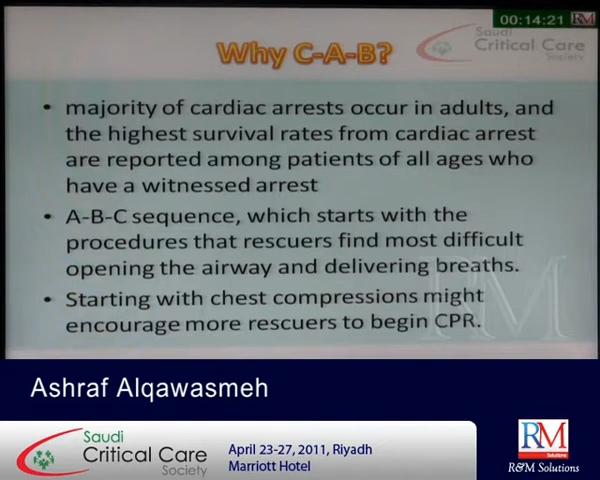 00:14:21 RM
Saudi
Critical Care
Society
Why C-A-B?
• majority of cardiac arrests occur in adults, and
the highest survival rates from cardiac arrest
are reported among patients of all ages who
have a witnessed arrest
• A-B-C sequence, which starts with the
procedures that rescuers find most difficult
opening the airway and delivering breaths.
• Starting with chest compressions might
encourage more rescuers to begin CPR.
RM
Ashraf Alqawasmeh
Saudi
Critical Care
Society
April 23-27, 2011, Riyadh
Marriott Hotel
RM
Solutions
R&M Solutions